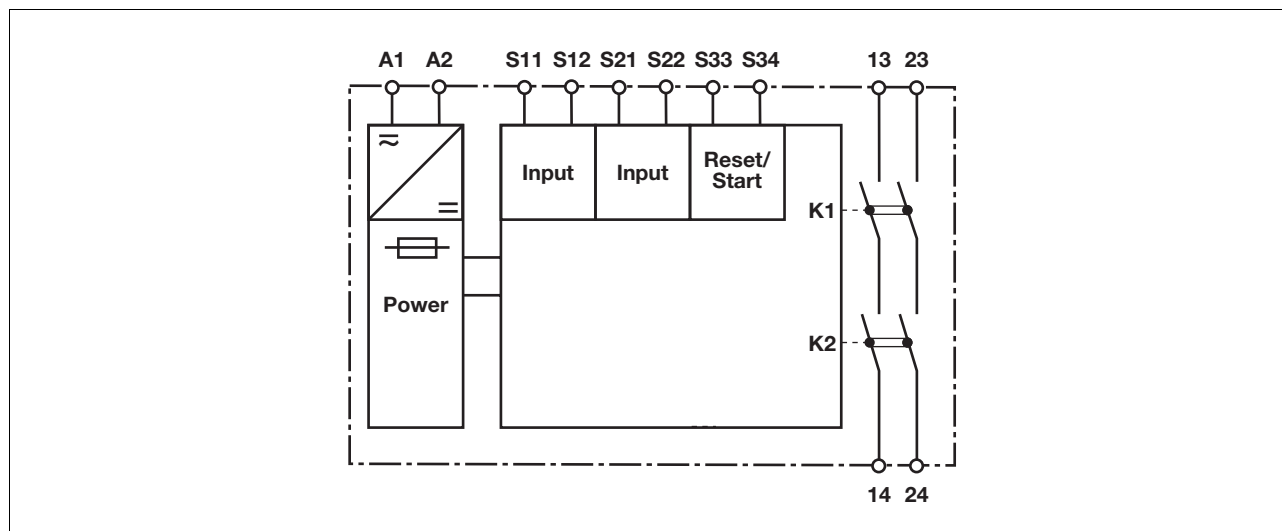 A1 A2 S11 S12 S21 S22 S33 S34 13 23
Input Input Reset/
Start
K1
Power
K2
14 24